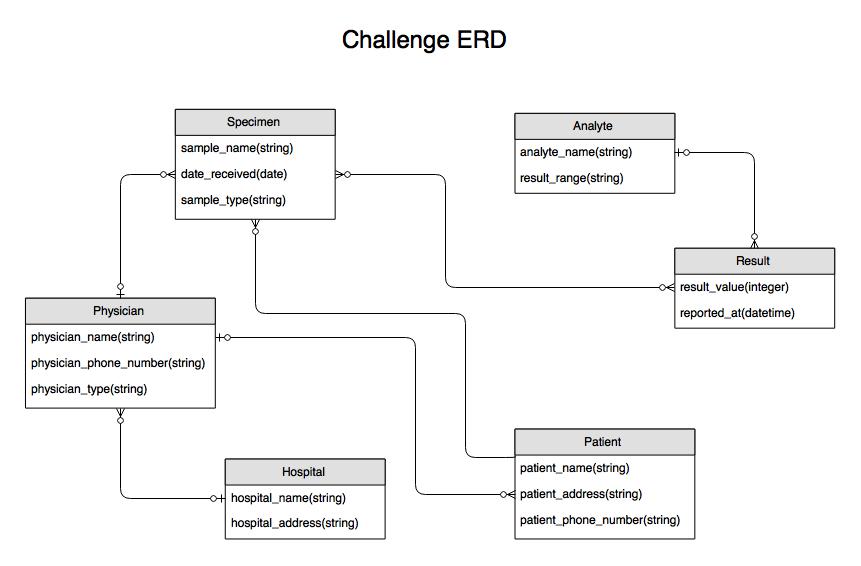 Challenge ERD
Specimen
sample_name(string)
date_received(date)
sample_type(string)
Analyte
analyte_name(string)
result_range(string)
Result
result_value(integer)
reported_at(datetime)
Physician
physician_name(string)
physician_phone_number(string)
physician_type(string)
Hospital
hospital_name(string)
hospital_address(string)
Patient
patient_name(string)
patient_address(string)
patient_phone_number(string)